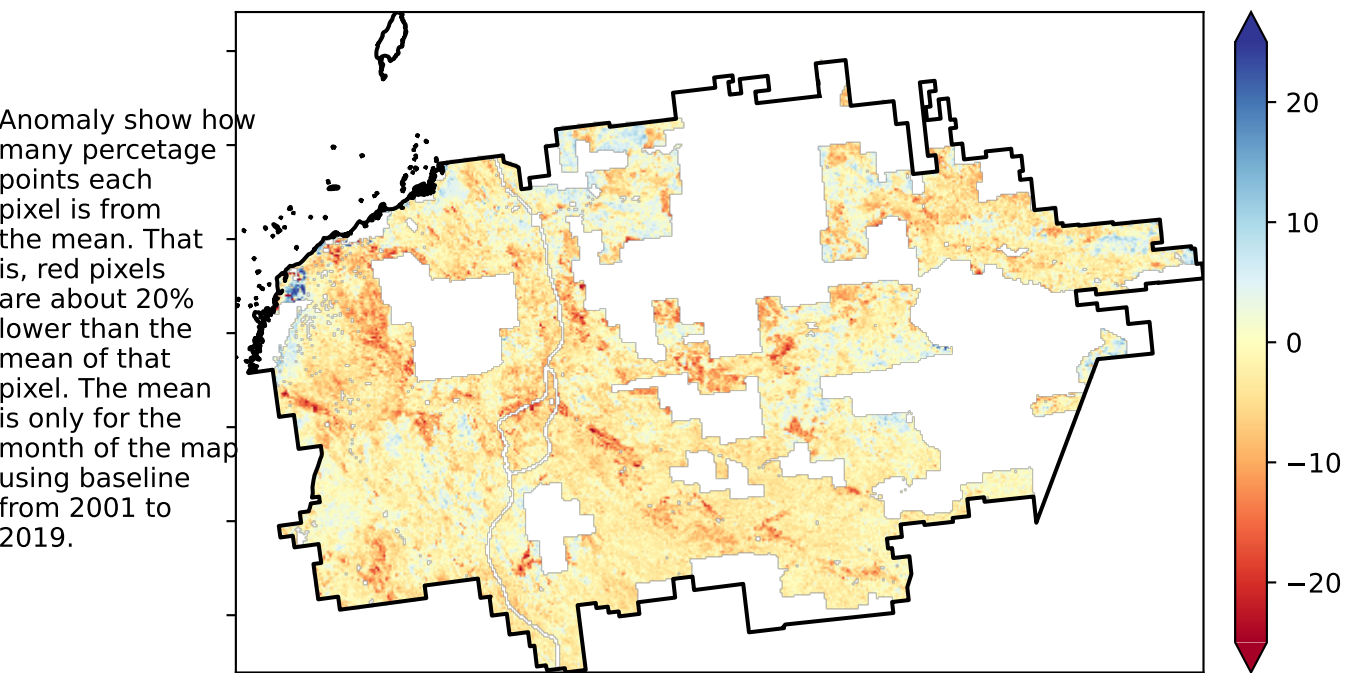 Anomaly show how
many percetage
points each
pixel is from
the mean. That
is, red pixels
are about 20%
lower than the
mean of that
pixel. The mean
is only for the
month of the map
using baseline
from 2001 to
2019.
20
10
0
−10
−20